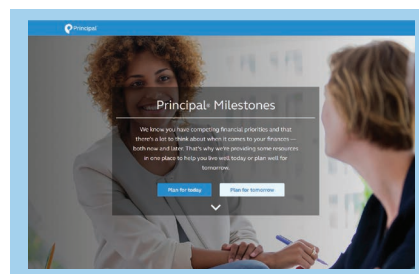 Principal
Principal® Milestones
We know you have competing financial priorities and that
there's a lot to think about when it comes to your finances —
both now and later. That's why we're providing some resources
in one place to help you live well today or plan well for
tomorrow.
Plan for today
Plan for tomorrow